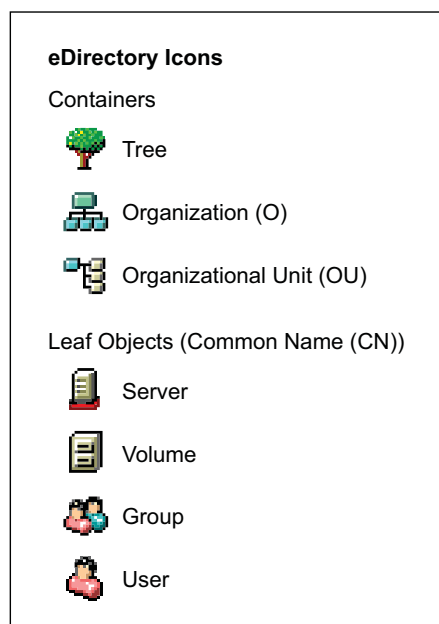 eDirectory Icons
Containers
Tree
Organization (O)
Organizational Unit (OU)
Leaf Objects (Common Name (CN))
Server
Volume
Group
User